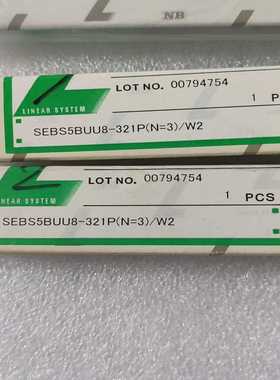 NB
LINEAR SYSTEM
LOT NO. 00794754
1 P
SEBS5BUU8-321P(N=3)/W2
LINEAR SYSTEM
LOT NO. 00794754
1 PCS
SEBS5BUU8-321P(N=3)/W2